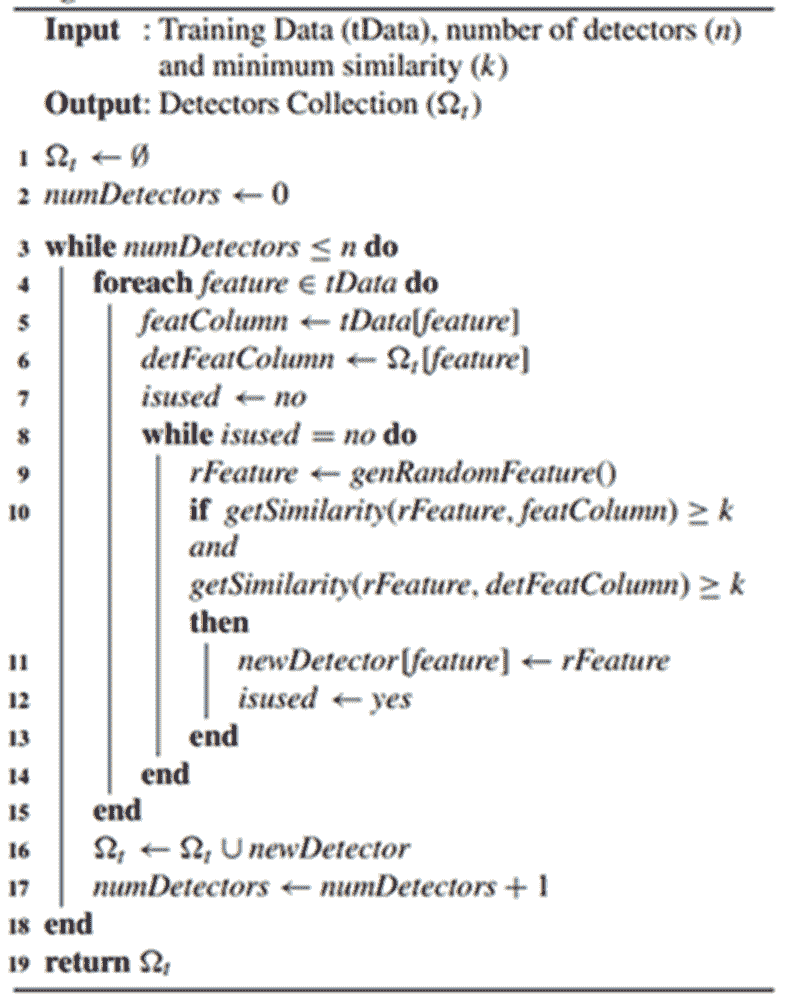 Input : Training Data (tData), number of detectors (n)
and minimum similarity (k)
Output: Detectors Collection (Ωt)
1 Ωt ← ∅
2 numDetectors ← 0
3 while numDetectors ≤ n do
4 foreach feature ∈ tData do
5 featColumn ← tData[feature]
6 detFeatColumn ← Ωt[feature]
7 isused ← no
8 while isused = no do
9 rFeature ← genRandomFeature()
10 if getSimilarity(rFeature, featColumn) ≥ k
and
getSimilarity(rFeature, detFeatColumn) ≥ k
then
11 newDetector[feature] ← rFeature
12 isused ← yes
13 end
14 end
15 end
16 Ωt ← Ωt ∪ newDetector
17 numDetectors ← numDetectors + 1
18 end
19 return Ωt